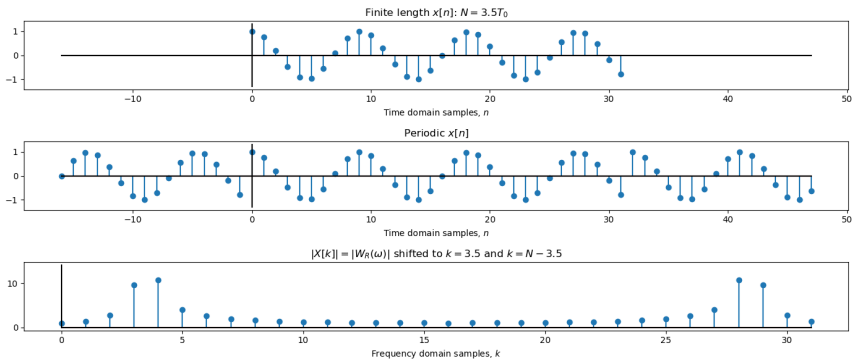 Finite length x[n]: N = 3.5T₀
1
0
−1
−10 0 10 20 30 40 50
Time domain samples, n
Periodic x[n]
1
0
−1
−10 0 10 20 30 40 50
Time domain samples, n
|X[k]| = |W_R(ω)| shifted to k = 3.5 and k = N − 3.5
10
0
0 5 10 15 20 25 30
Frequency domain samples, k